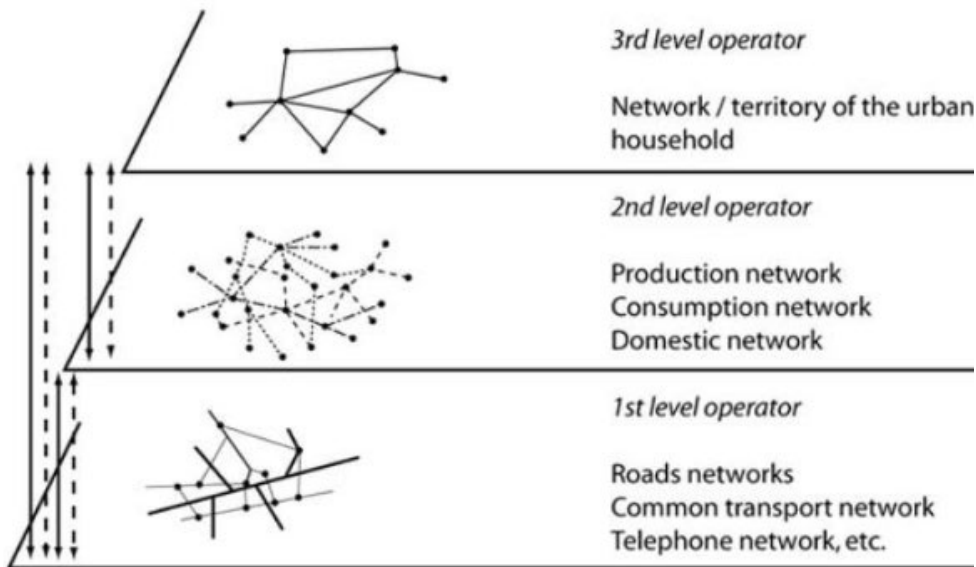 3rd level operator
Network / territory of the urban
household
2nd level operator
Production network
Consumption network
Domestic network
1st level operator
Roads networks
Common transport network
Telephone network, etc.